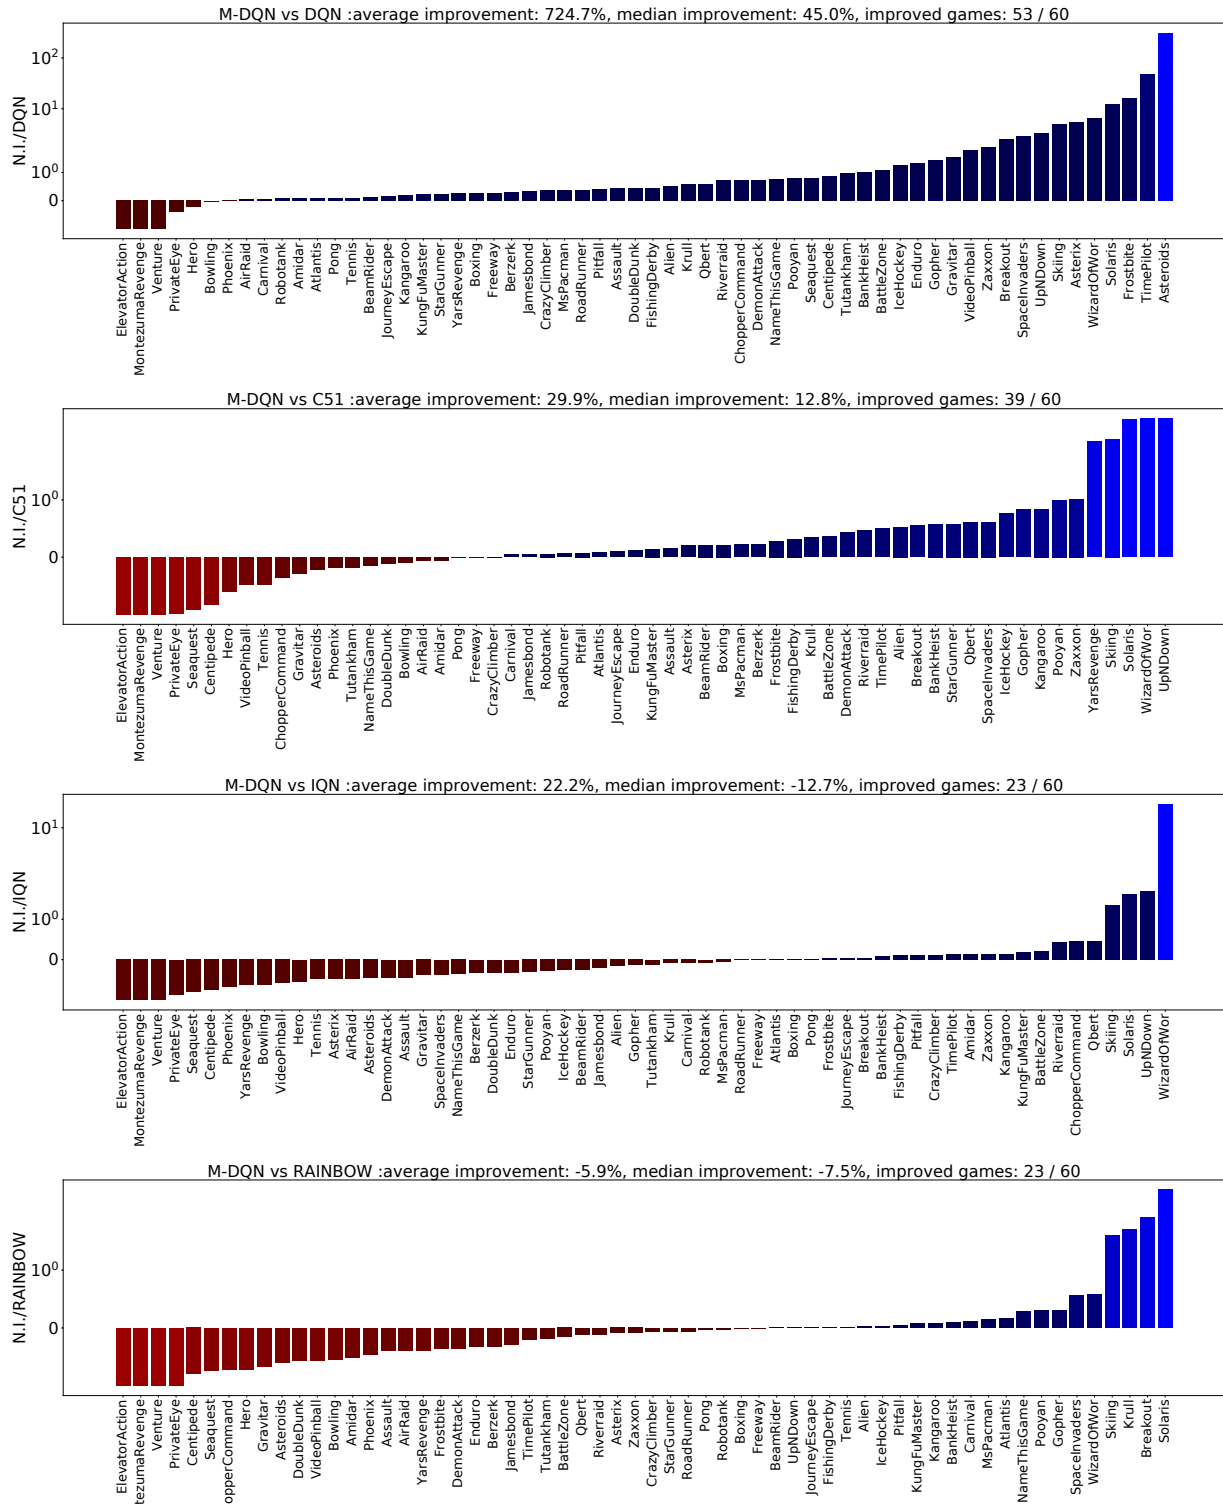 M-DQN vs DQN :average improvement: 724.7%, median improvement: 45.0%, improved games: 53 / 60
N.I./DQN
10²
10¹
10⁰
0
ElevatorAction
MontezumaRevenge
Venture
PrivateEye
Hero
Bowling
Phoenix
AirRaid
Carnival
Robotank
Amidar
Atlantis
Pong
Tennis
BeamRider
JourneyEscape
Kangaroo
KungFuMaster
StarGunner
YarsRevenge
Boxing
Freeway
Berzerk
Jamesbond
CrazyClimber
MsPacman
RoadRunner
Pitfall
Assault
DoubleDunk
FishingDerby
Alien
Krull
Qbert
Riverraid
ChopperCommand
DemonAttack
NameThisGame
Pooyan
Seaquest
Centipede
Tutankham
BankHeist
BattleZone
IceHockey
Enduro
Gopher
Gravitar
VideoPinball
Zaxxon
Breakout
SpaceInvaders
UpNDown
Skiing
Asterix
WizardOfWor
Solaris
Frostbite
TimePilot
Asteroids
M-DQN vs C51 :average improvement: 29.9%, median improvement: 12.8%, improved games: 39 / 60
N.I./C51
10⁰
0
ElevatorAction
MontezumaRevenge
Venture
PrivateEye
Seaquest
Centipede
Hero
VideoPinball
Tennis
ChopperCommand
Gravitar
Asteroids
Phoenix
Tutankham
NameThisGame
DoubleDunk
Bowling
AirRaid
Amidar
Pong
Freeway
CrazyClimber
Carnival
Jamesbond
Robotank
RoadRunner
Pitfall
Atlantis
JourneyEscape
Enduro
KungFuMaster
Assault
Asterix
BeamRider
Boxing
MsPacman
Berzerk
Frostbite
FishingDerby
Krull
BattleZone
DemonAttack
Riverraid
TimePilot
Alien
Breakout
BankHeist
StarGunner
Qbert
SpaceInvaders
IceHockey
Gopher
Kangaroo
Pooyan
Zaxxon
YarsRevenge
Skiing
Solaris
WizardOfWor
UpNDown
M-DQN vs IQN :average improvement: 22.2%, median improvement: -12.7%, improved games: 23 / 60
N.I./IQN
10¹
10⁰
0
ElevatorAction
MontezumaRevenge
Venture
PrivateEye
Seaquest
Centipede
Phoenix
YarsRevenge
Bowling
VideoPinball
Hero
Tennis
Asterix
AirRaid
Asteroids
DemonAttack
Assault
Gravitar
SpaceInvaders
NameThisGame
Berzerk
DoubleDunk
Enduro
StarGunner
Pooyan
IceHockey
BeamRider
Jamesbond
Alien
Gopher
Tutankham
Krull
Carnival
Robotank
MsPacman
RoadRunner
Freeway
Atlantis
Boxing
Pong
Frostbite
JourneyEscape
Breakout
BankHeist
FishingDerby
Pitfall
CrazyClimber
TimePilot
Amidar
Zaxxon
Kangaroo
KungFuMaster
BattleZone
Riverraid
ChopperCommand
Qbert
Skiing
Solaris
UpNDown
WizardOfWor
M-DQN vs RAINBOW :average improvement: -5.9%, median improvement: -7.5%, improved games: 23 / 60
N.I./RAINBOW
10⁰
0
ElevatorAction
tezumaRevenge
Venture
PrivateEye
Centipede
Seaquest
opperCommand
Hero
Gravitar
Asteroids
DoubleDunk
VideoPinball
Bowling
Amidar
Phoenix
Assault
AirRaid
YarsRevenge
Frostbite
DemonAttack
Enduro
Berzerk
Jamesbond
TimePilot
Tutankham
BattleZone
Qbert
Riverraid
Asterix
Zaxxon
CrazyClimber
StarGunner
RoadRunner
Pong
Robotank
Boxing
Freeway
BeamRider
UpNDown
JourneyEscape
FishingDerby
Tennis
Alien
IceHockey
Pitfall
KungFuMaster
Kangaroo
BankHeist
Carnival
MsPacman
Atlantis
NameThisGame
Pooyan
Gopher
SpaceInvaders
WizardOfWor
Skiing
Krull
Breakout
Solaris